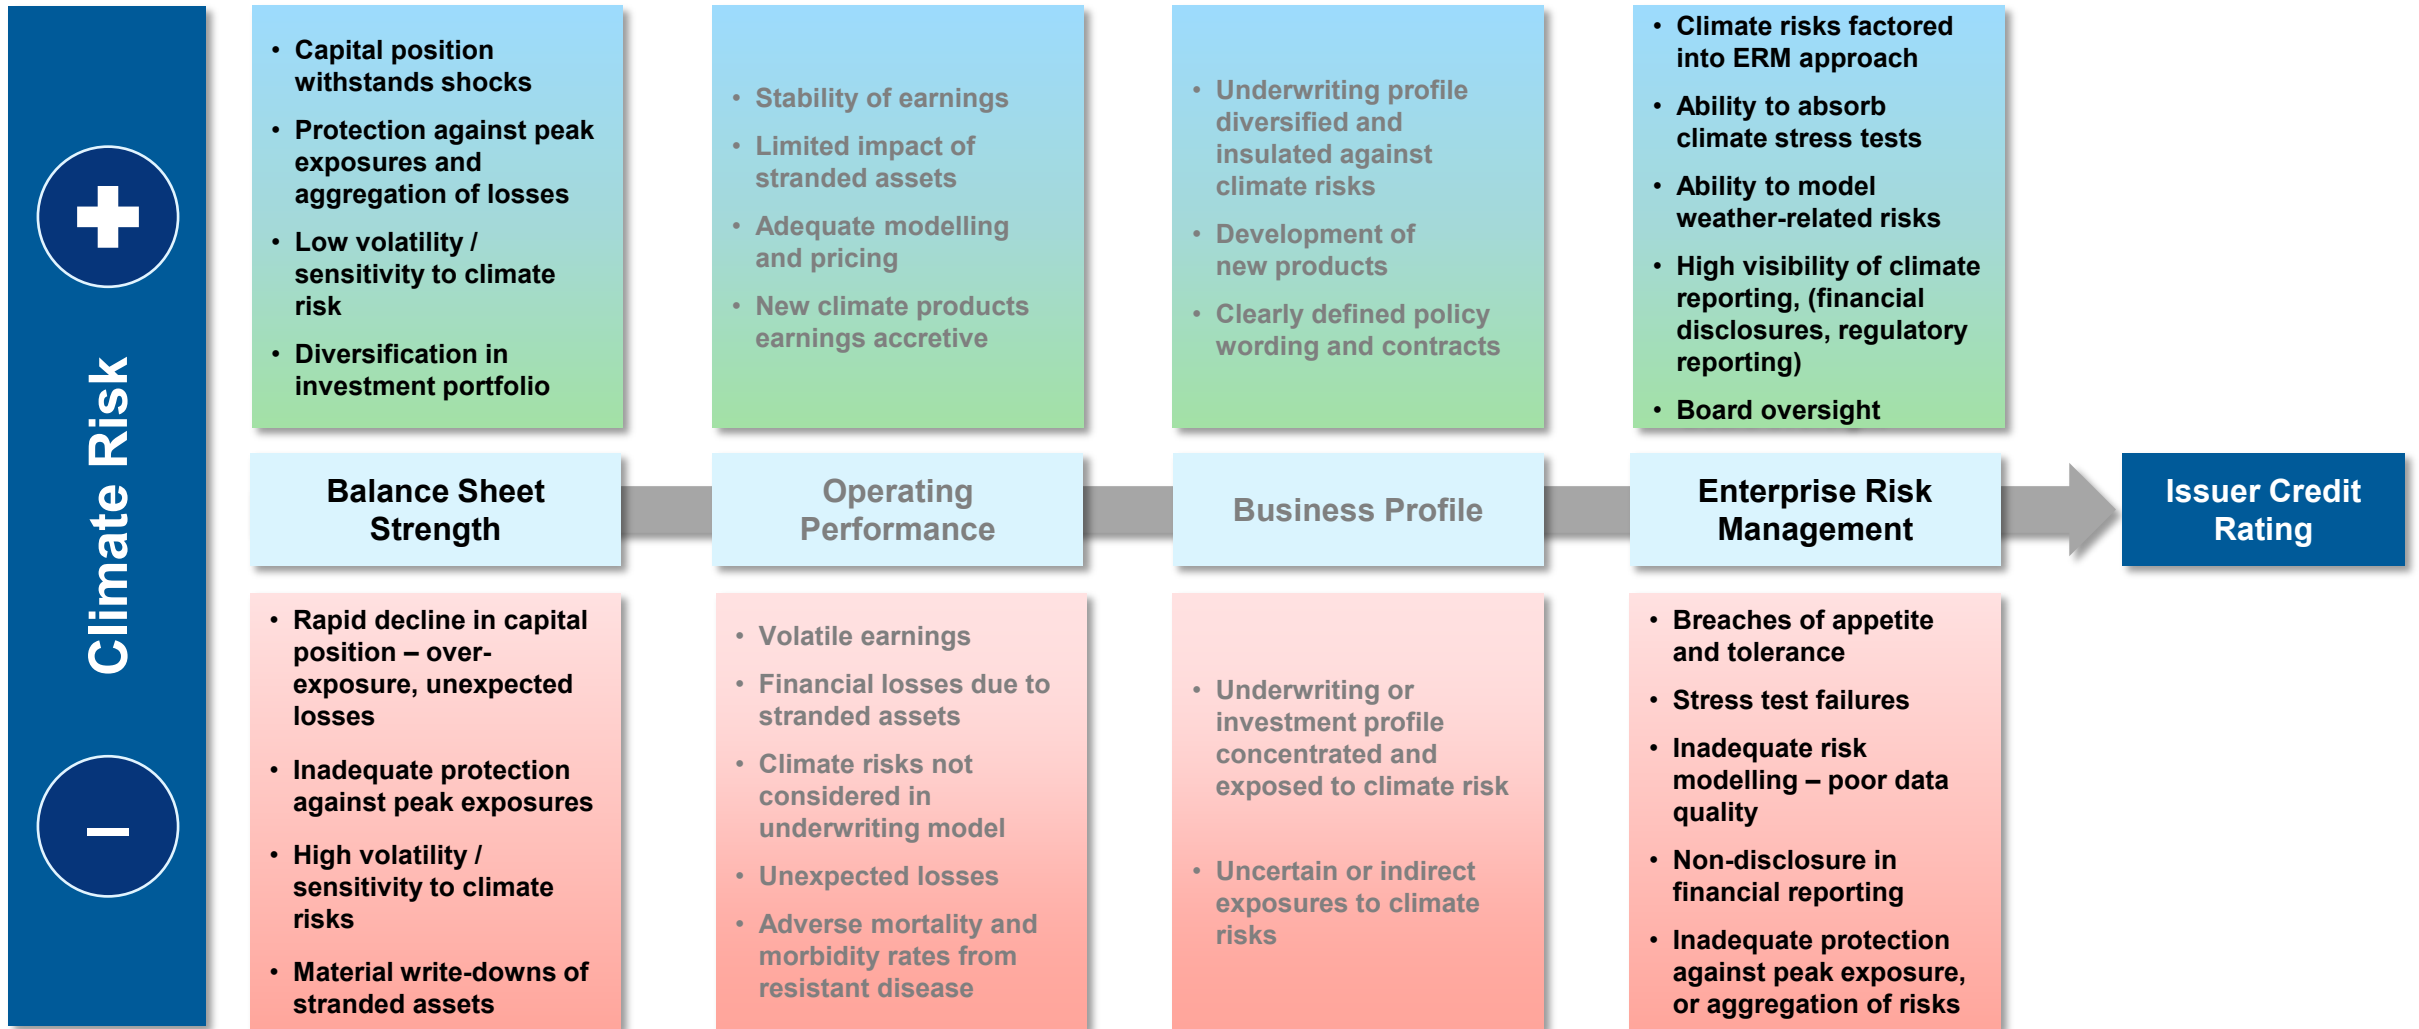 Climate Risk
• Capital position
withstands shocks
• Protection against peak
exposures and
aggregation of losses
• Low volatility /
sensitivity to climate
risk
• Diversification in
investment portfolio
• Stability of earnings
• Limited impact of
stranded assets
• Adequate modelling
and pricing
• New climate products
earnings accretive
• Underwriting profile
diversified and
insulated against
climate risks
• Development of
new products
• Clearly defined policy
wording and contracts
• Climate risks factored
into ERM approach
• Ability to absorb
climate stress tests
• Ability to model
weather-related risks
• High visibility of climate
reporting, (financial
disclosures, regulatory
reporting)
• Board oversight
Balance Sheet
Strength
Operating
Performance
Business Profile
Enterprise Risk
Management
Issuer Credit
Rating
• Rapid decline in capital
position – over-
exposure, unexpected
losses
• Inadequate protection
against peak exposures
• High volatility /
sensitivity to climate
risks
• Material write-downs of
stranded assets
• Volatile earnings
• Financial losses due to
stranded assets
• Climate risks not
considered in
underwriting model
• Unexpected losses
• Adverse mortality and
morbidity rates from
resistant disease
• Underwriting or
investment profile
concentrated and
exposed to climate risk
• Uncertain or indirect
exposures to climate
risks
• Breaches of appetite
and tolerance
• Stress test failures
• Inadequate risk
modelling – poor data
quality
• Non-disclosure in
financial reporting
• Inadequate protection
against peak exposure,
or aggregation of risks